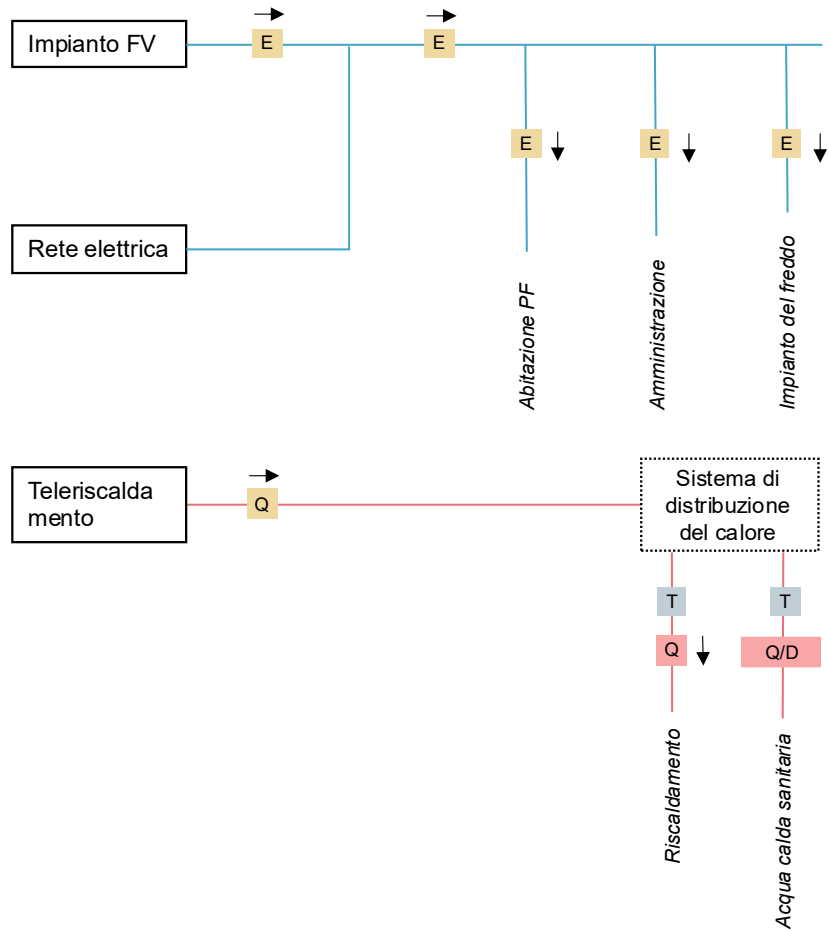 Impianto FV
E
E
E
E
E
Rete elettrica
Abitazione PF
Amministrazione
Impianto del freddo
Teleriscalda
mento
Q
Sistema di
distribuzione
del calore
T
T
Q
Q/D
Riscaldamento
Acqua calda sanitaria